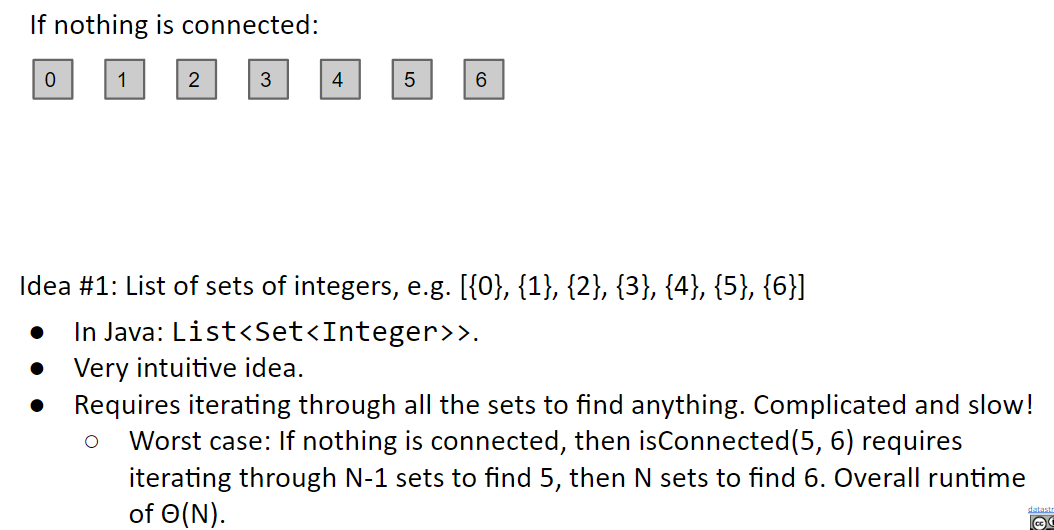 If nothing is connected:
0 1 2 3 4 5 6
Idea #1: List of sets of integers, e.g. [{0}, {1}, {2}, {3}, {4}, {5}, {6}]
● In Java: List<Set<Integer>>.
● Very intuitive idea.
● Requires iterating through all the sets to find anything. Complicated and slow!
○ Worst case: If nothing is connected, then isConnected(5, 6) requires
iterating through N-1 sets to find 5, then N sets to find 6. Overall runtime
of Θ(N).
datastr
cc